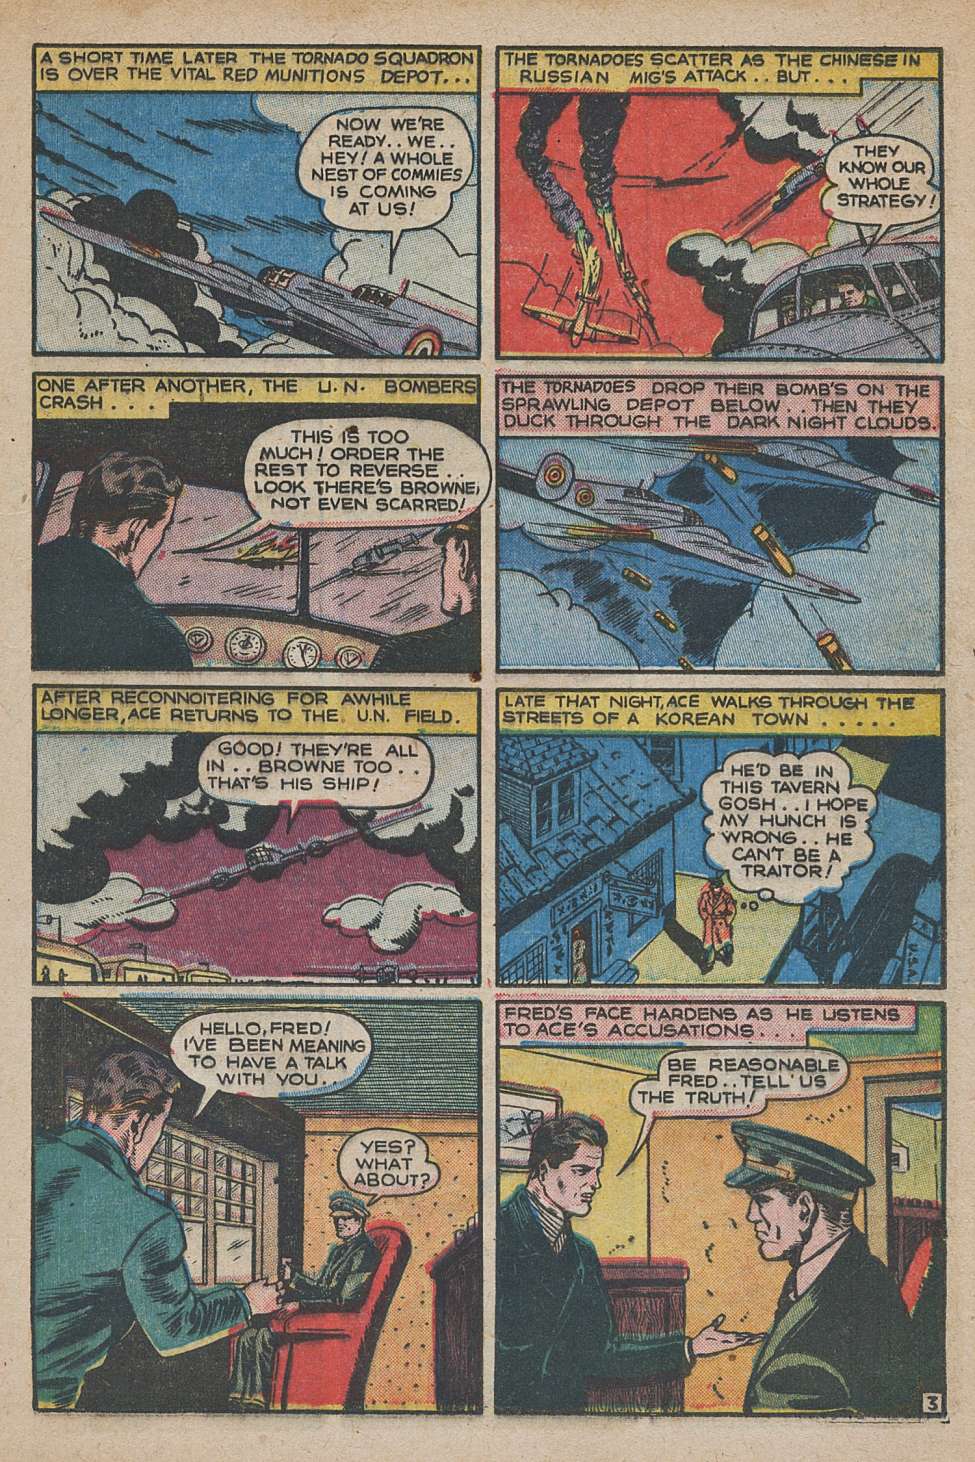 A SHORT TIME LATER THE TORNADO SQUADRON
IS OVER THE VITAL RED MUNITIONS DEPOT...
NOW WE'RE
READY..WE..
HEY! A WHOLE
NEST OF COMMIES
IS COMING
AT US!
THE TORNADOES SCATTER AS THE CHINESE IN
RUSSIAN MIG'S ATTACK..BUT...
THEY
KNOW OUR
WHOLE
STRATEGY!
ONE AFTER ANOTHER, THE U.N. BOMBERS
CRASH...
THIS IS TOO
MUCH! ORDER THE
REST TO REVERSE..
LOOK THERE'S BROWNE,
NOT EVEN SCARRED!
THE TORNADOES DROP THEIR BOMB'S ON THE
SPRAWLING DEPOT BELOW..THEN THEY
DUCK THROUGH THE DARK NIGHT CLOUDS.
AFTER RECONNOITERING FOR AWHILE
LONGER, ACE RETURNS TO THE U.N. FIELD.
GOOD! THEY'RE ALL
IN..BROWNE TOO..
THAT'S HIS SHIP!
LATE THAT NIGHT, ACE WALKS THROUGH THE
STREETS OF A KOREAN TOWN.....
HE'D BE IN
THIS TAVERN
GOSH..I HOPE
MY HUNCH IS
WRONG..HE
CAN'T BE A
TRAITOR!
U.S.A.
HELLO, FRED!
I'VE BEEN MEANING
TO HAVE A TALK
WITH YOU..
YES?
WHAT
ABOUT?
FRED'S FACE HARDENS AS HE LISTENS
TO ACE'S ACCUSATIONS....
BE REASONABLE
FRED..TELL US
THE TRUTH!
3